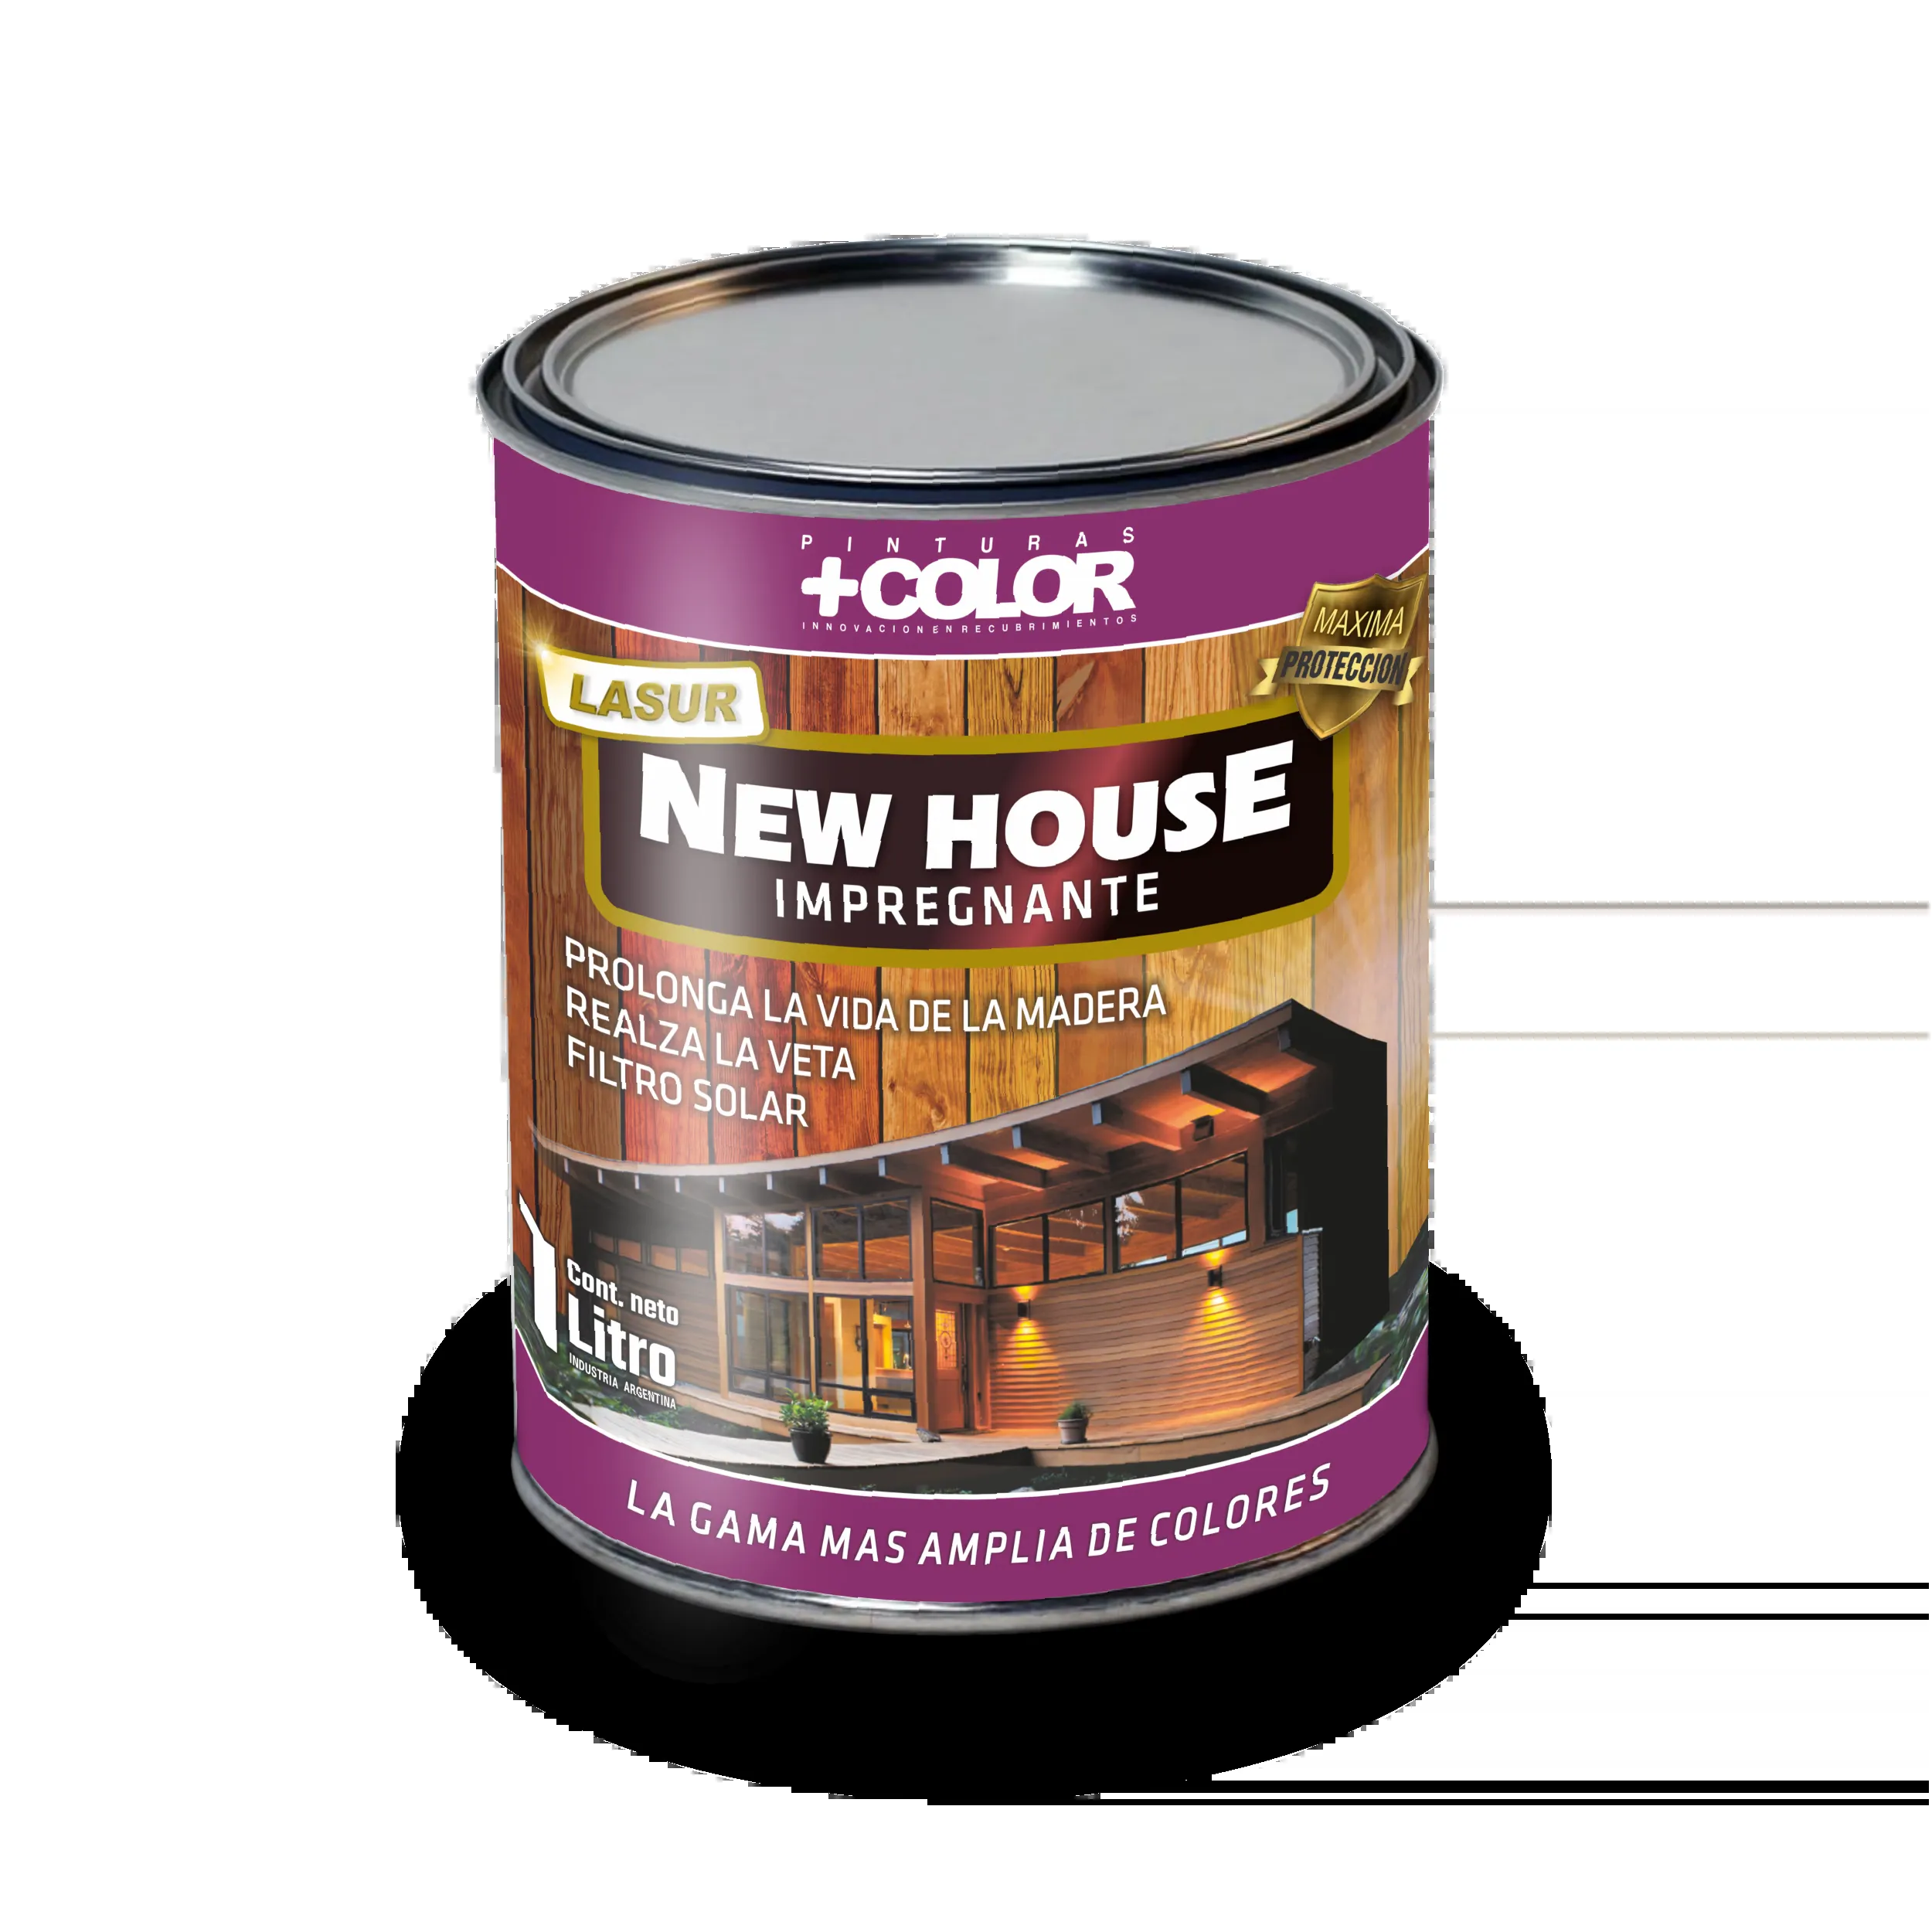 PINTURAS
+COLOR
INNOVACION EN RECUBRIMIENTOS
MAXIMA
PROTECCION
LASUR
NEW HOUSE
IMPREGNANTE
PROLONGA LA VIDA DE LA MADERA
REALZA LA VETA
FILTRO SOLAR
1 Cont. neto
Litro
INDUSTRIA ARGENTINA
LA GAMA MAS AMPLIA DE COLORES